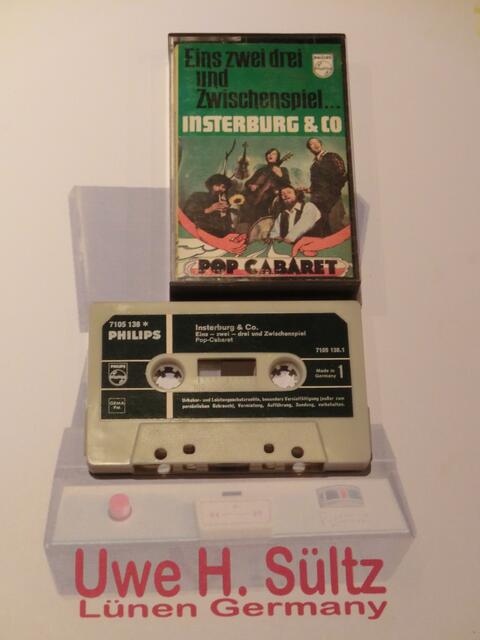 Eins zwei drei
und
Zwischenspiel...
PHILIPS
INSTERBURG & CO
POP CABARET
7105 138 *
PHILIPS
Insterburg & Co.
Eins – zwei – drei und Zwischenspiel
Pop-Cabaret
7105 138.1
PHILIPS
Made in
Germany
1
GEMA
Urheber- und Leistungsschutzrechte, besonders Vervielfältigung (außer zum
persönlichen Gebrauch), Vermietung, Aufführung, Sendung, vorbehalten.
Uwe H. Sültz
Lünen Germany